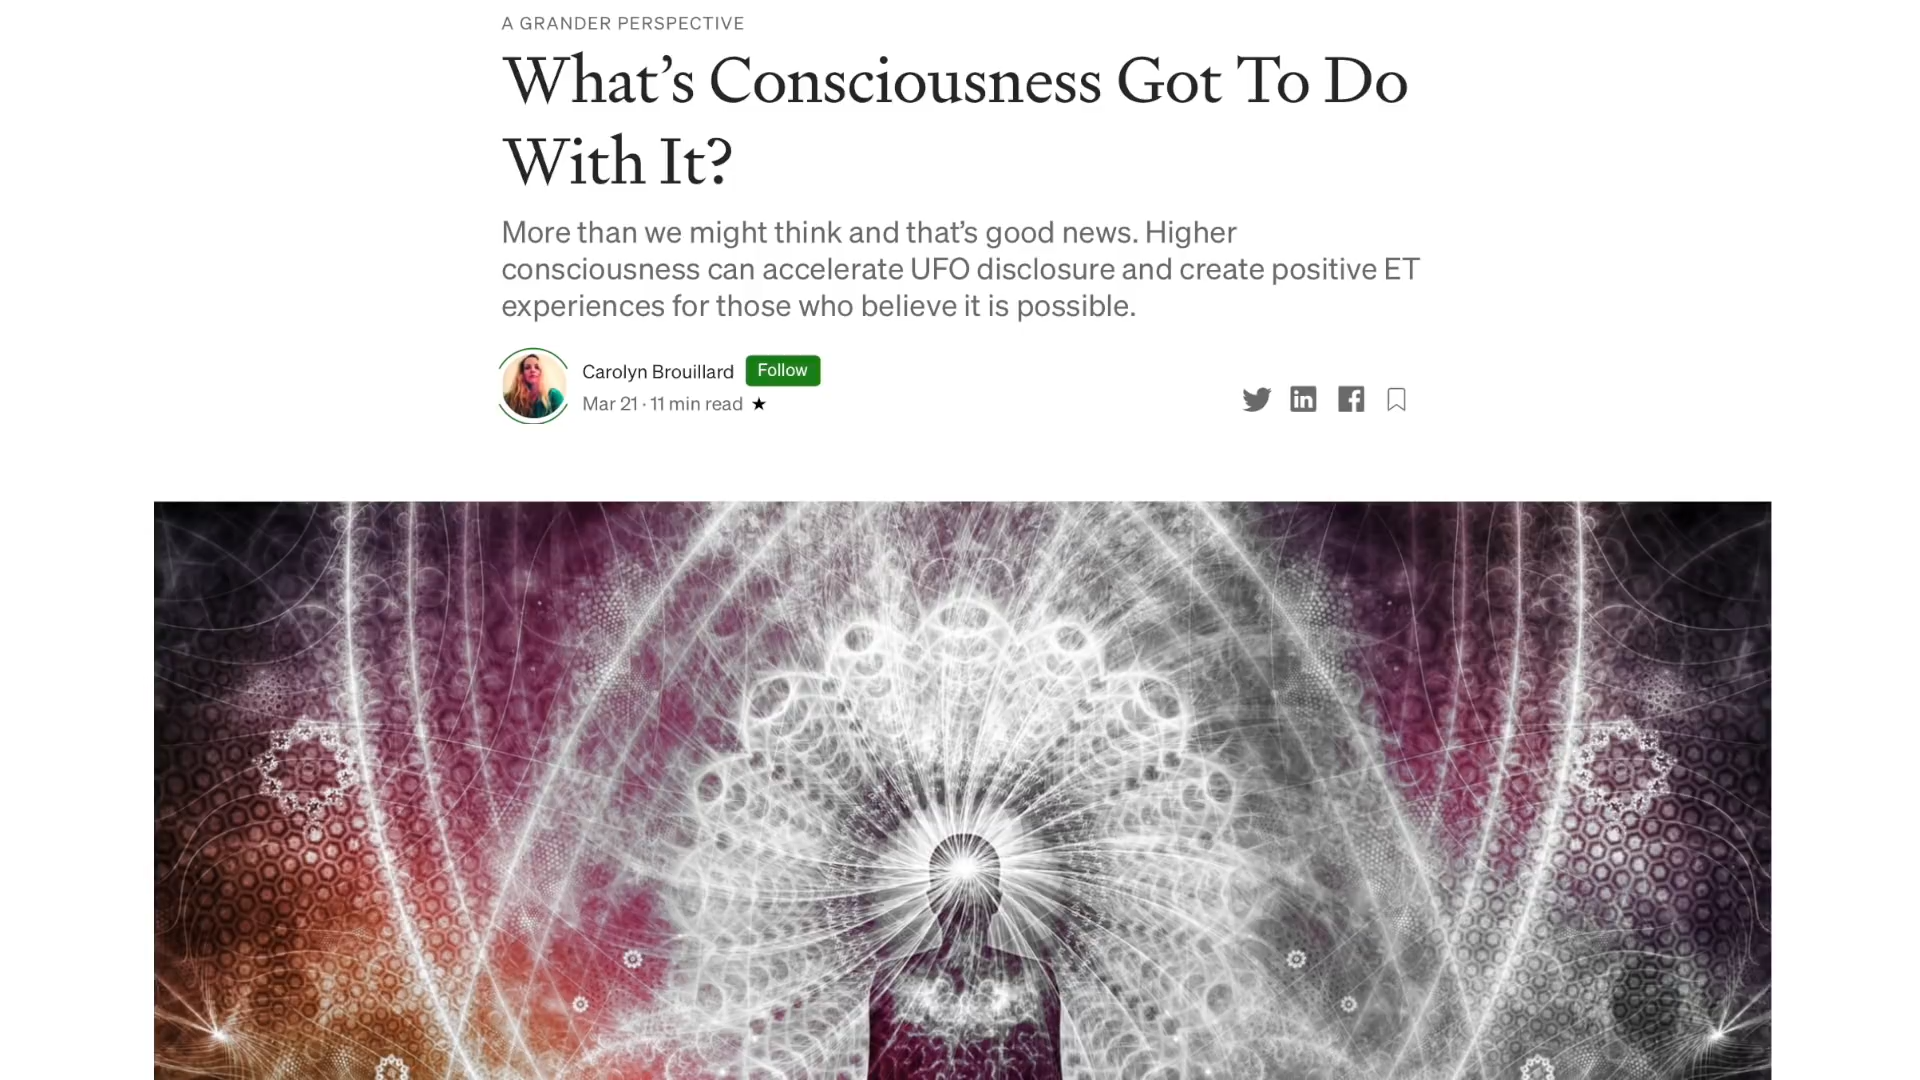 A GRANDER PERSPECTIVE
What’s Consciousness Got To Do
With It?
More than we might think and that’s good news. Higher
consciousness can accelerate UFO disclosure and create positive ET
experiences for those who believe it is possible.
Carolyn Brouillard Follow
Mar 21 · 11 min read ★